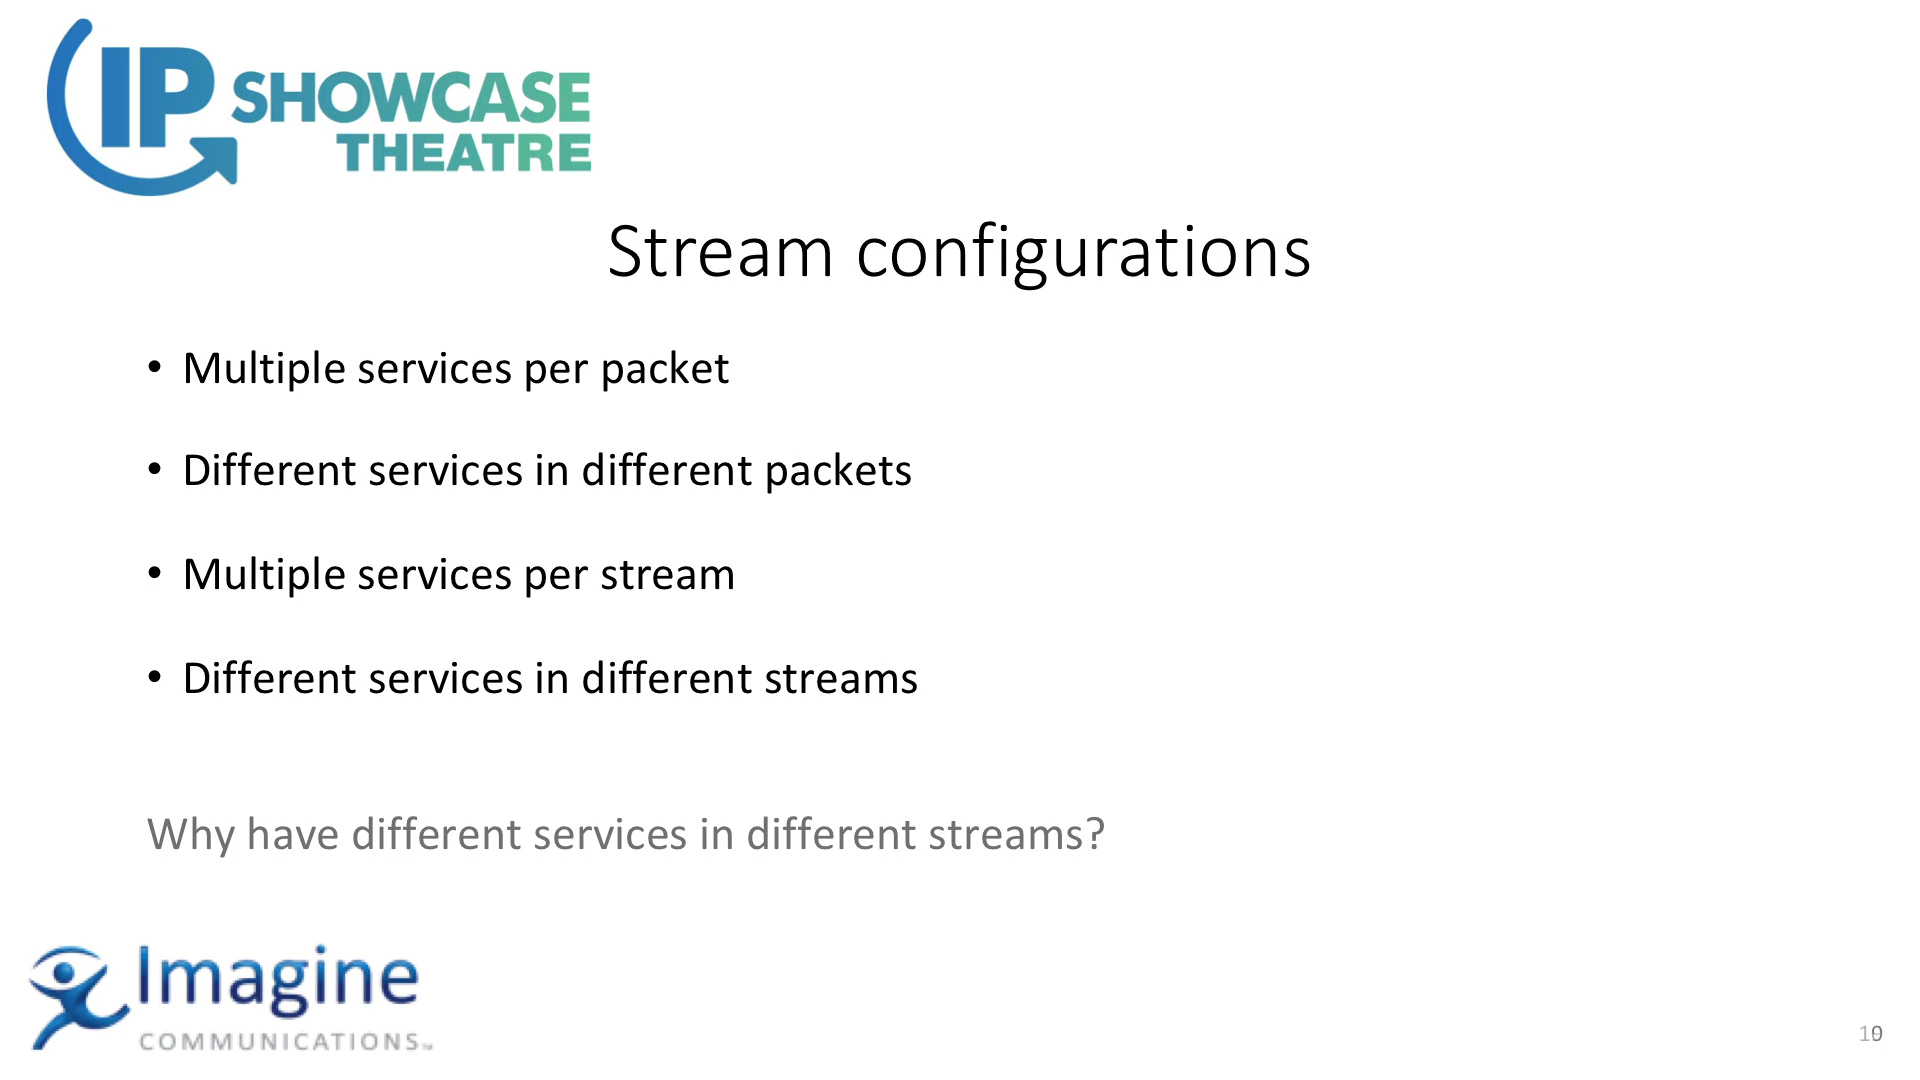 IP SHOWCASE
THEATRE
Stream configurations
• Multiple services per packet
• Different services in different packets
• Multiple services per stream
• Different services in different streams
Why have different services in different streams?
Imagine
COMMUNICATIONS